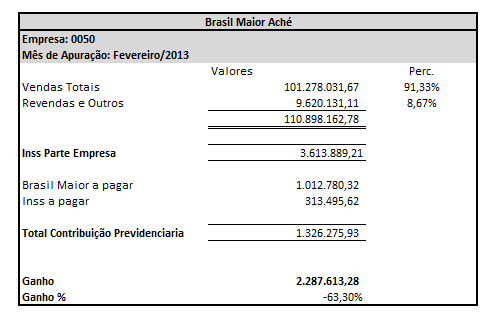 Brasil Maior Aché
Empresa: 0050
Mês de Apuração: Fevereiro/2013
Valores Perc.
Vendas Totais 101.278.031,67 91,33%
Revendas e Outros 9.620.131,11 8,67%
110.898.162,78
Inss Parte Empresa 3.613.889,21
Brasil Maior a pagar 1.012.780,32
Inss a pagar 313.495,62
Total Contribuição Previdenciaria 1.326.275,93
Ganho 2.287.613,28
Ganho % -63,30%